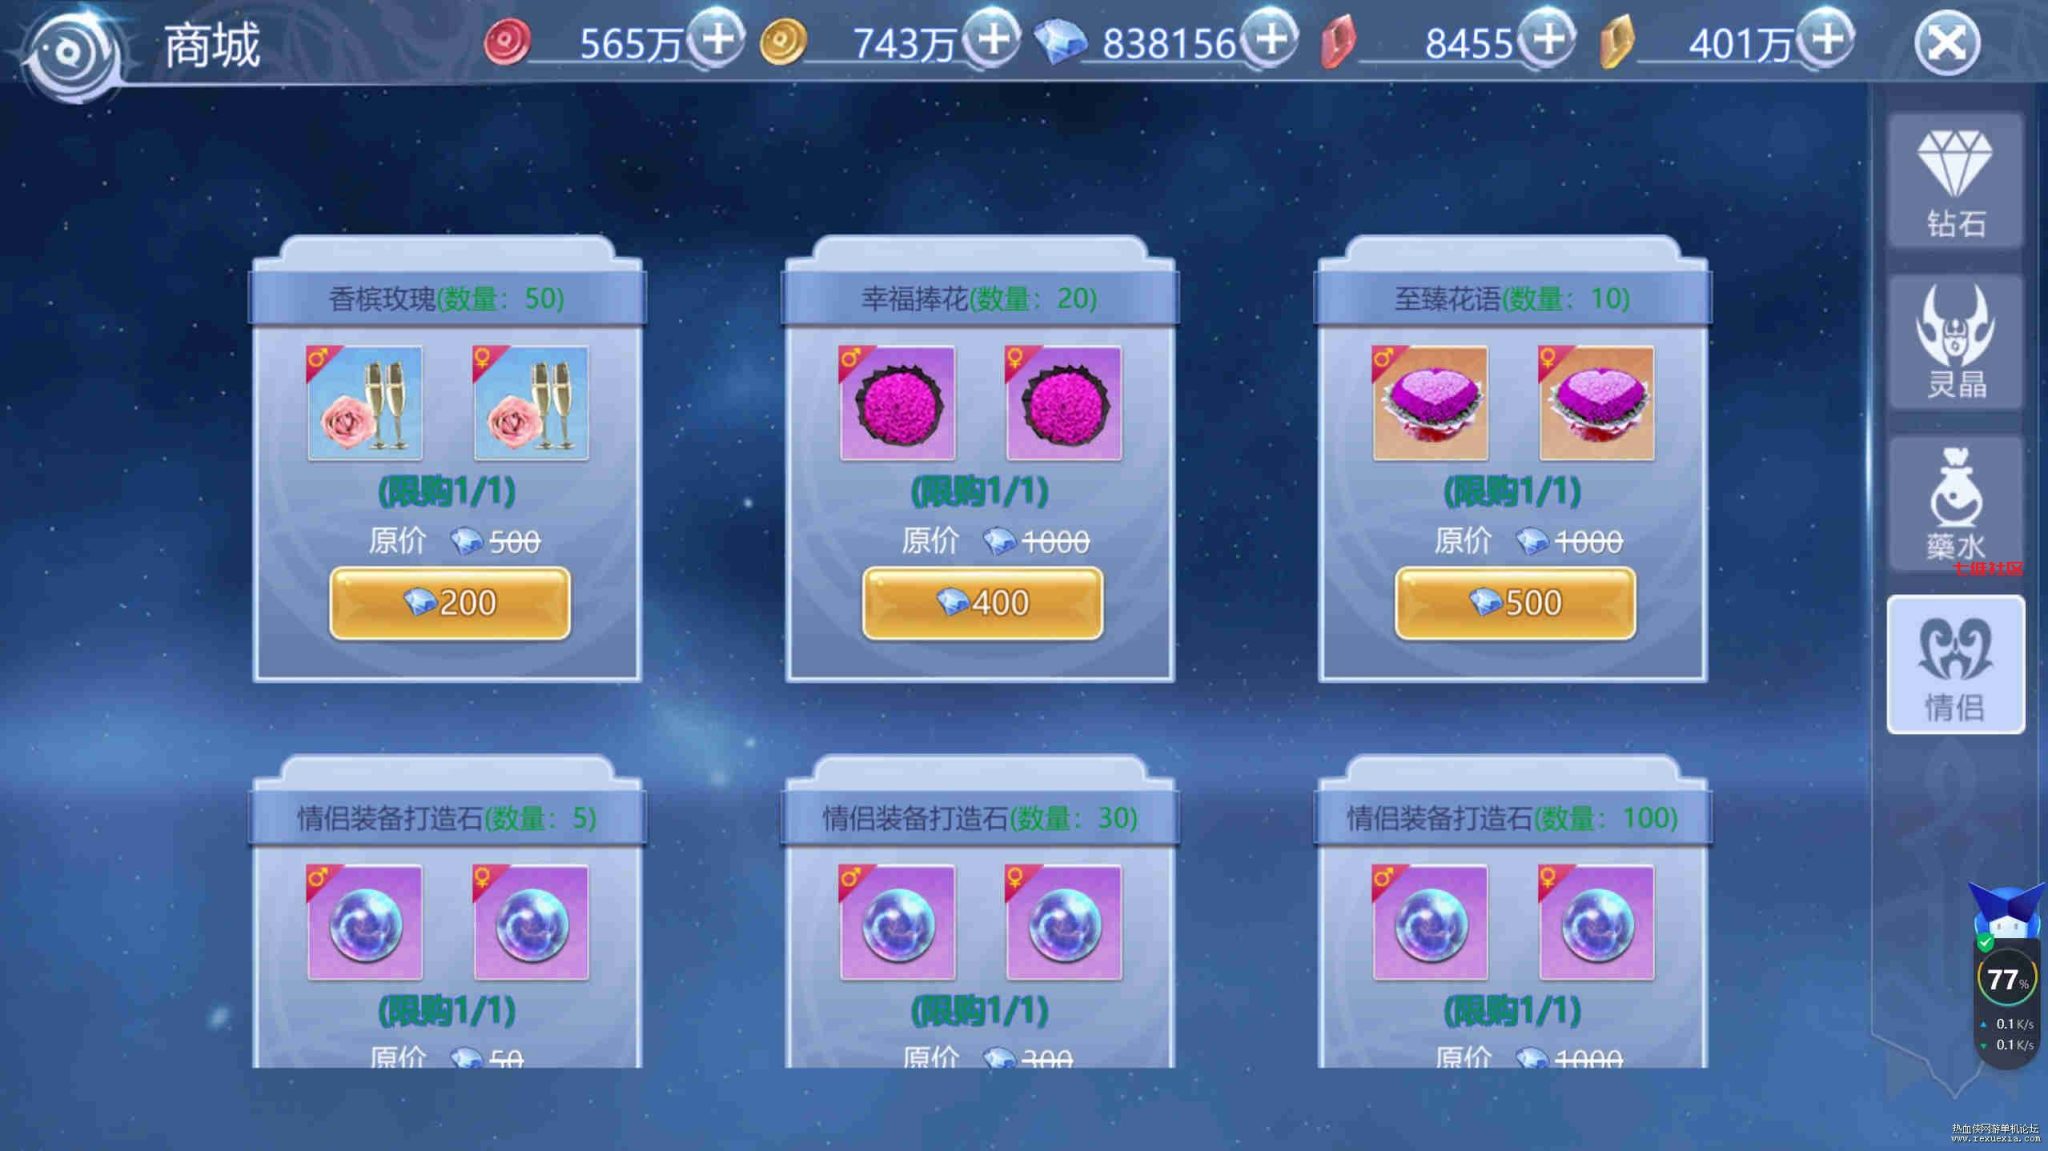 商城
565万
743万
838156
8455
401万
钻石
灵晶
藥水
七维社区
情侣
香槟玫瑰(数量：50)
(限购1/1)
原价 500
200
幸福捧花(数量：20)
(限购1/1)
原价 1000
400
至臻花语(数量：10)
(限购1/1)
原价 1000
500
情侣装备打造石(数量：5)
(限购1/1)
原价 50
情侣装备打造石(数量：30)
(限购1/1)
原价 300
情侣装备打造石(数量：100)
(限购1/1)
原价 1000
77%
0.1K/s
0.1K/s
热血侠网游单机论坛
www.rexuexia.com